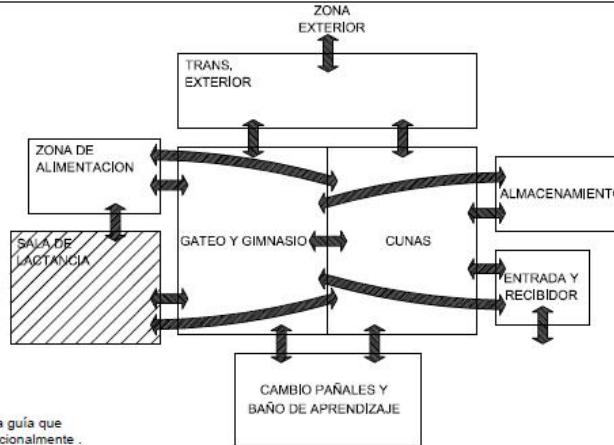 ZONA
EXTERIOR
TRANS.
EXTERIOR
ZONA DE
ALIMENTACION
SALA DE
LACTANCIA
GATEO Y GIMNASIO
CUNAS
ALMACENAMIENTO
ENTRADA Y
RECIBIDOR
CAMBIO PAÑALES Y
BAÑO DE APRENDIZAJE
a guía que
cionalmente .